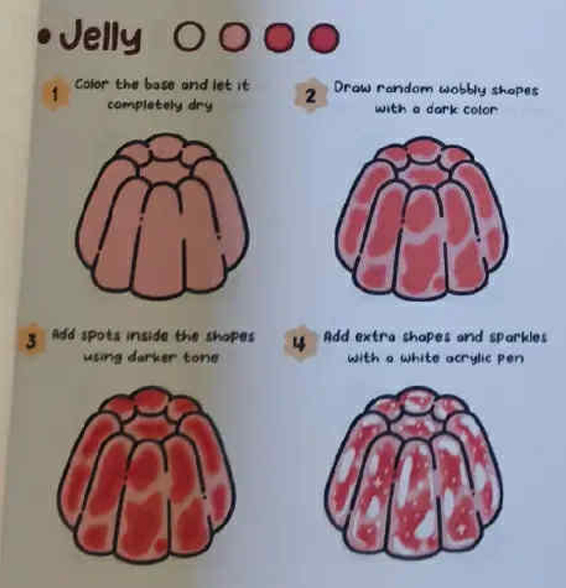 • Jelly
1 Color the base and let it
completely dry
2 Draw random wobbly shapes
with a dark color
3 Add spots inside the shapes
using darker tone
4 Add extra shapes and sparkles
with a white acrylic pen